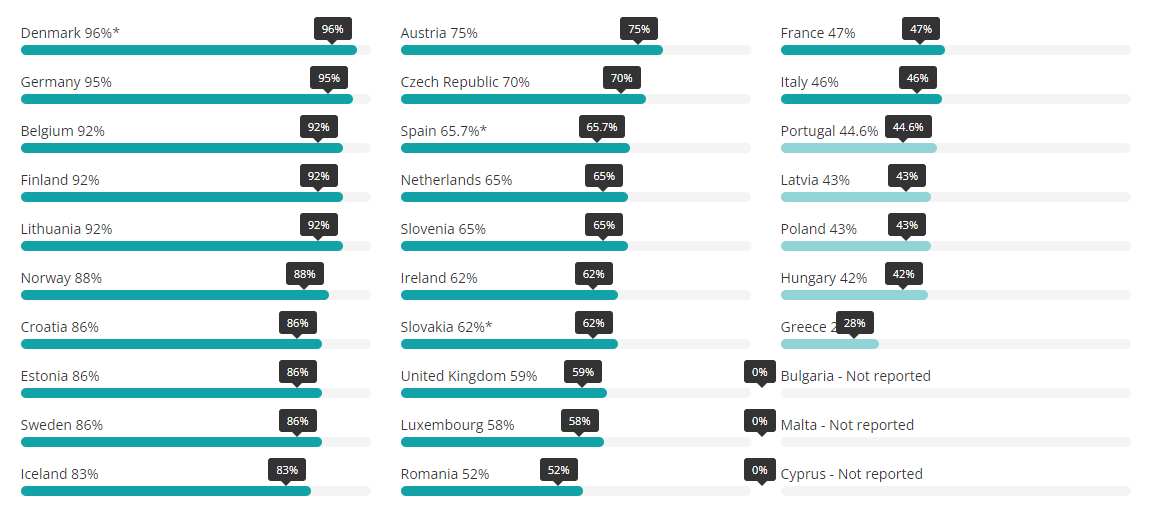 Denmark 96%*
96%
Germany 95%
95%
Belgium 92%
92%
Finland 92%
92%
Lithuania 92%
92%
Norway 88%
88%
Croatia 86%
86%
Estonia 86%
86%
Sweden 86%
86%
Iceland 83%
83%
Austria 75%
75%
Czech Republic 70%
70%
Spain 65.7%*
65.7%
Netherlands 65%
65%
Slovenia 65%
65%
Ireland 62%
62%
Slovakia 62%*
62%
United Kingdom 59%
59%
Luxembourg 58%
58%
Romania 52%
52%
France 47%
47%
Italy 46%
46%
Portugal 44.6%
44.6%
Latvia 43%
43%
Poland 43%
43%
Hungary 42%
42%
Greece 2
28%
0%
Bulgaria - Not reported
0%
Malta - Not reported
0%
Cyprus - Not reported